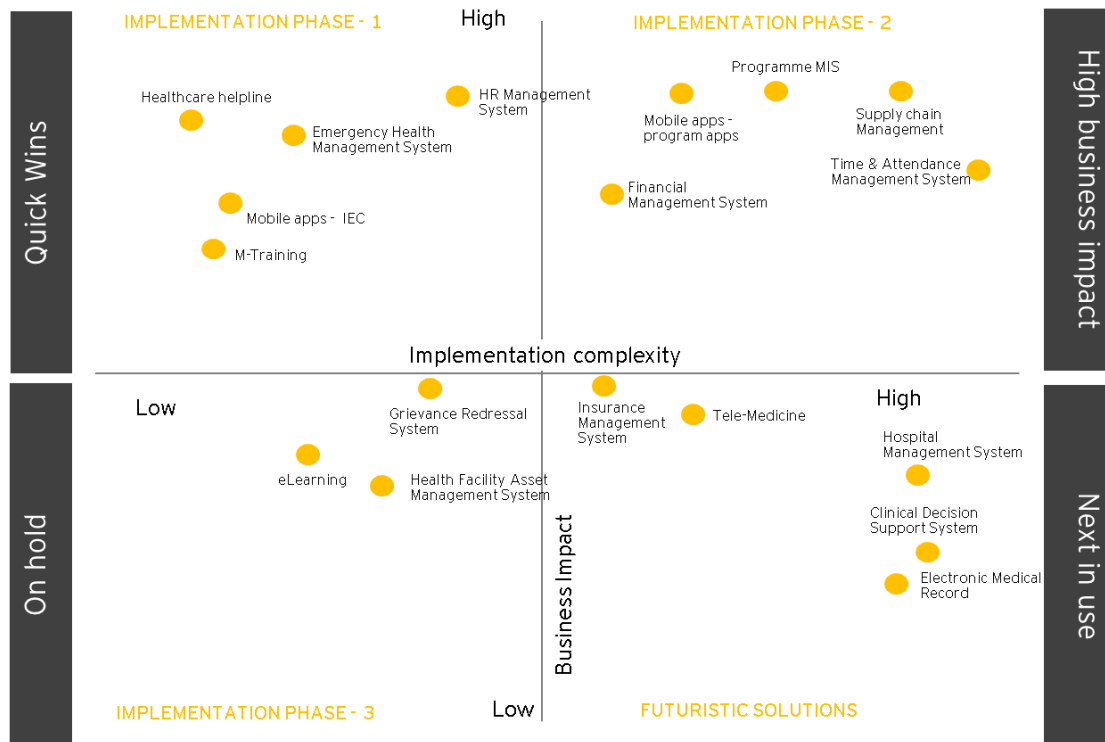 IMPLEMENTATION PHASE - 1
High
IMPLEMENTATION PHASE - 2
Quick Wins
High business impact
Healthcare helpline
HR Management
System
Emergency Health
Management System
Mobile apps - IEC
M-Training
Programme MIS
Mobile apps -
program apps
Supply chain
Management
Time & Attendance
Management System
Financial
Management System
Implementation complexity
Low
High
On hold
Next in use
Grievance Redressal
System
eLearning
Health Facility Asset
Management System
Insurance
Management
System
Tele-Medicine
Hospital
Management System
Clinical Decision
Support System
Electronic Medical
Record
Business Impact
IMPLEMENTATION PHASE - 3
Low
FUTURISTIC SOLUTIONS